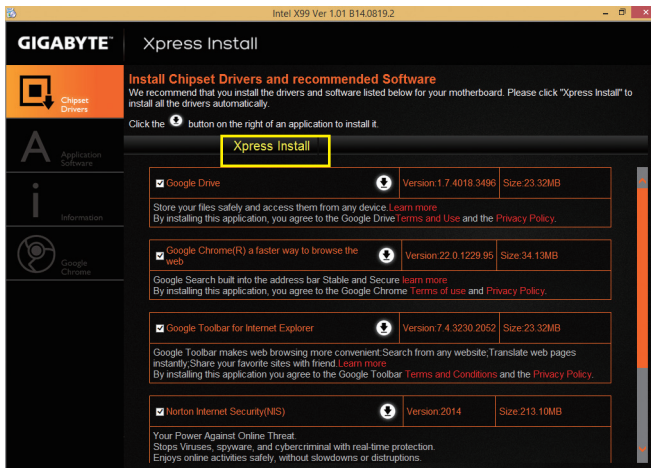 Intel X99 Ver 1.01 B14.0819.2
GIGABYTE™
Xpress Install
Chipset
Drivers
Application
Software
Information
Google
Chrome
Install Chipset Drivers and recommended Software
We recommend that you install the drivers and software listed below for your motherboard. Please click "Xpress Install" to
install all the drivers automatically.
Click the button on the right of an application to install it.
Xpress Install
Google Drive Version:1.7.4018.3496 Size:23.32MB
Store your files safely and access them from any device.Learn more
By installing this application, you agree to the Google DriveTerms and Use and the Privacy Policy.
Google Chrome(R) a faster way to browse the
web Version:22.0.1229.95 Size:34.13MB
Google Search built into the address bar Stable and Secure learn more
By installing this application, you agree to the Google Chrome Terms of use and Privacy Policy.
Google Toolbar for Internet Explorer Version:7.4.3230.2052 Size:23.32MB
Google Toolbar makes web browsing more convenient:Search from any website;Translate web pages
instantly;Share your favorite sites with friend.Learn more
By installing this application you agree to the Google Toolbar Terms and Conditions and the Privacy Policy.
Norton Internet Security(NIS) Version:2014 Size:213.10MB
Your Power Against Online Threat.
Stops Viruses, spyware, and cybercriminal with real-time protection.
Enjoys online activities safely, without slowdowns or distruptions.